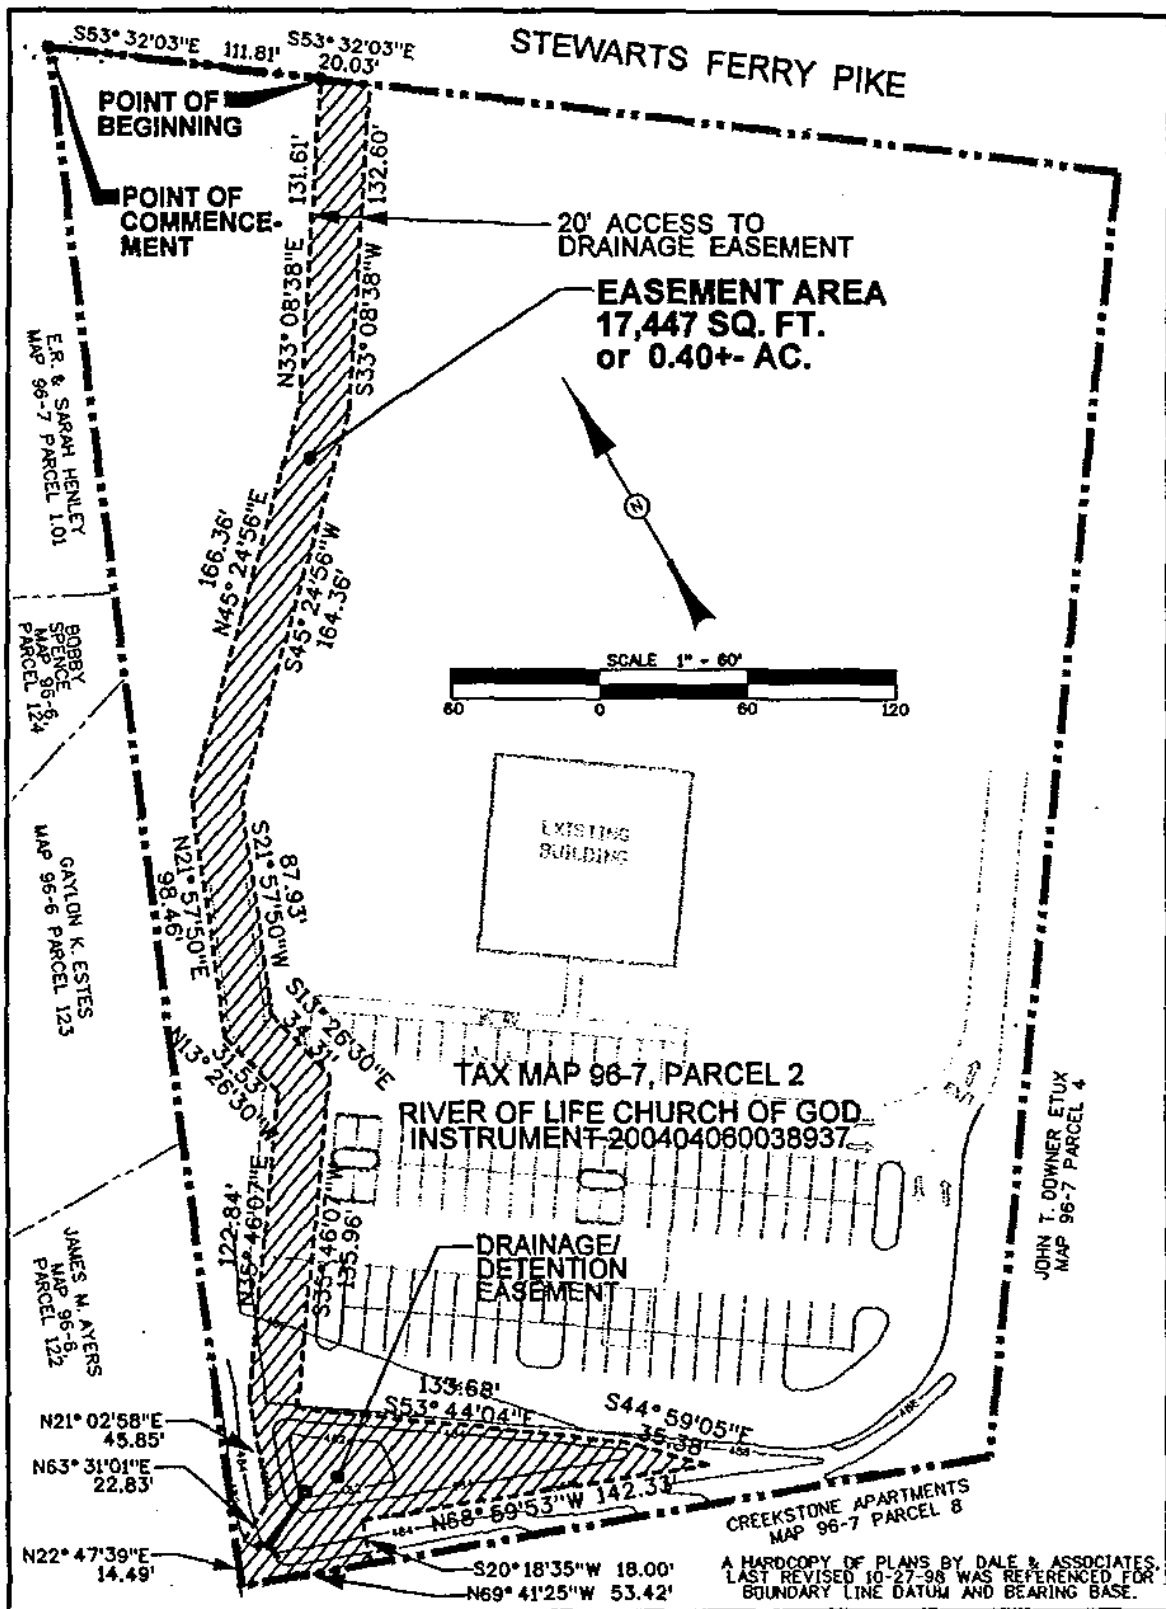 S53° 32'03"E 111.81'
S53° 32'03"E
20.03'
STEWARTS FERRY PIKE
POINT OF
BEGINNING
POINT OF
COMMENCE-
MENT
131.61'
N33° 08'38"E
132.60'
S33° 08'38"W
20' ACCESS TO
DRAINAGE EASEMENT
EASEMENT AREA
17,447 SQ. FT.
or 0.40+- AC.
E.R. & SARAH HENLEY
MAP 96-7 PARCEL 1.01
166.36'
N45° 24'56"E
S45° 24'56"W
164.36'
N
SCALE 1" - 60'
60 0 60 120
BOBBY
SPENCE
MAP 96-6,
PARCEL 124
EXISTING
BUILDING
GAYLON K. ESTES
MAP 96-6 PARCEL 123
N21° 57'50"E
98.46'
87.93'
S21° 57'50"W
S13° 26'30"E
34.31'
31.53'
N13° 26'30"W
TAX MAP 96-7, PARCEL 2
RIVER OF LIFE CHURCH OF GOD
INSTRUMENT-200404060038937
EXIT
JOHN T. DOWNER ETUX
MAP 96-7 PARCEL 4
122.84'
N35° 46'07"E
S35° 46'07"W
135.96'
DRAINAGE/
DETENTION
EASEMENT
JAMES M. AYERS
MAP 96-6
PARCEL 122
133.68'
S53° 44'04"E
S44° 59'05"E
35.38'
N21° 02'58"E
45.85'
N63° 31'01"E
22.83'
N68° 59'53"W 142.33'
484
CREEKSTONE APARTMENTS
MAP 96-7 PARCEL 8
N22° 47'39"E
14.49'
S20° 18'35"W 18.00'
N69° 41'25"W 53.42'
A HARDCOPY OF PLANS BY DALE & ASSOCIATES,
LAST REVISED 10-27-98 WAS REFERENCED FOR
BOUNDARY LINE DATUM AND BEARING BASE.